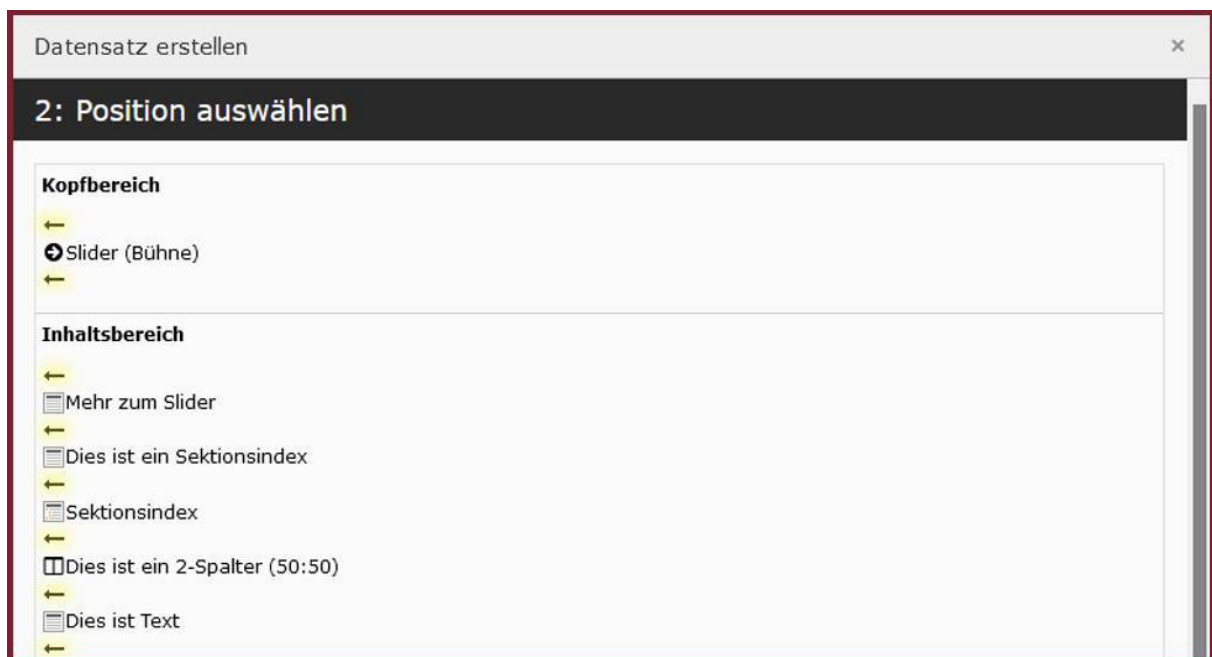 Datensatz erstellen ×
2: Position auswählen
Kopfbereich
←
Slider (Bühne)
←
Inhaltsbereich
←
Mehr zum Slider
←
Dies ist ein Sektionsindex
←
Sektionsindex
←
Dies ist ein 2-Spalter (50:50)
←
Dies ist Text
←